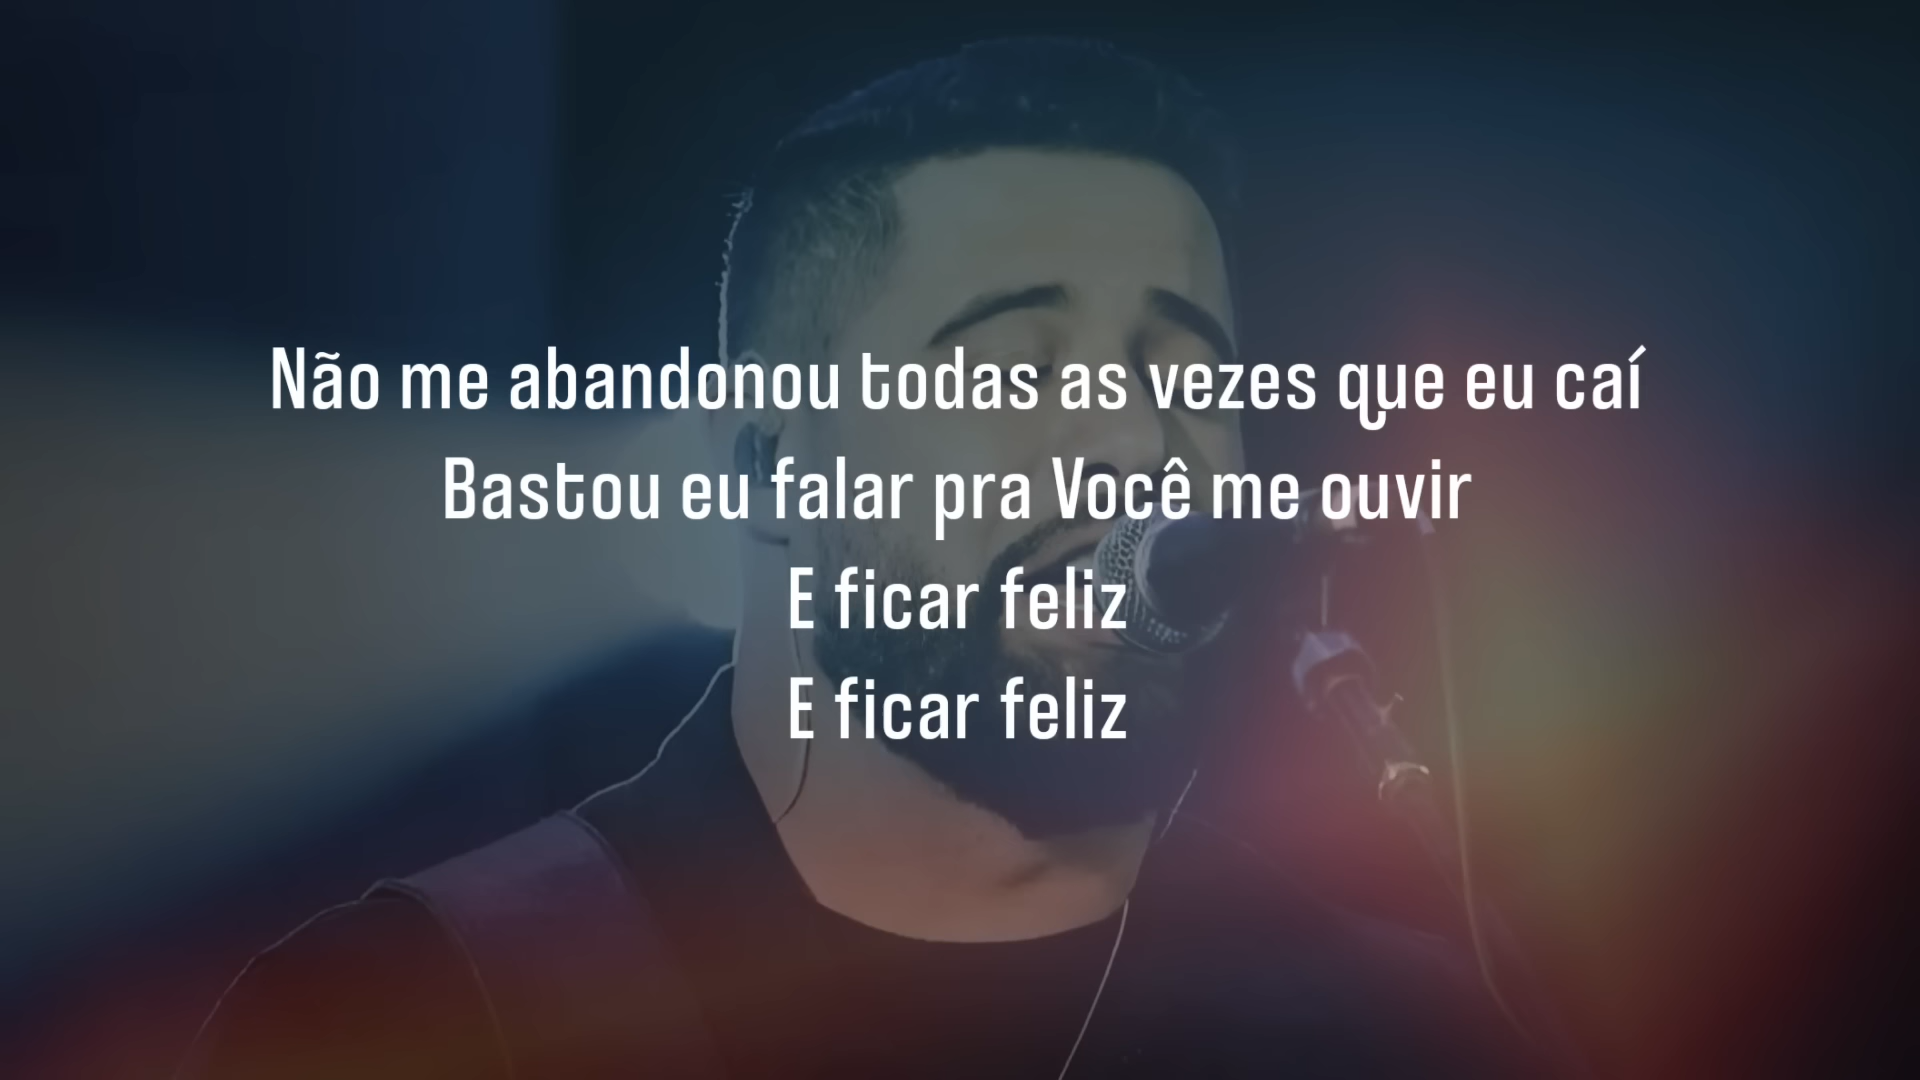 Não me abandonou todas as vezes que eu caí
Bastou eu falar pra Você me ouvir
E ficar feliz
E ficar feliz